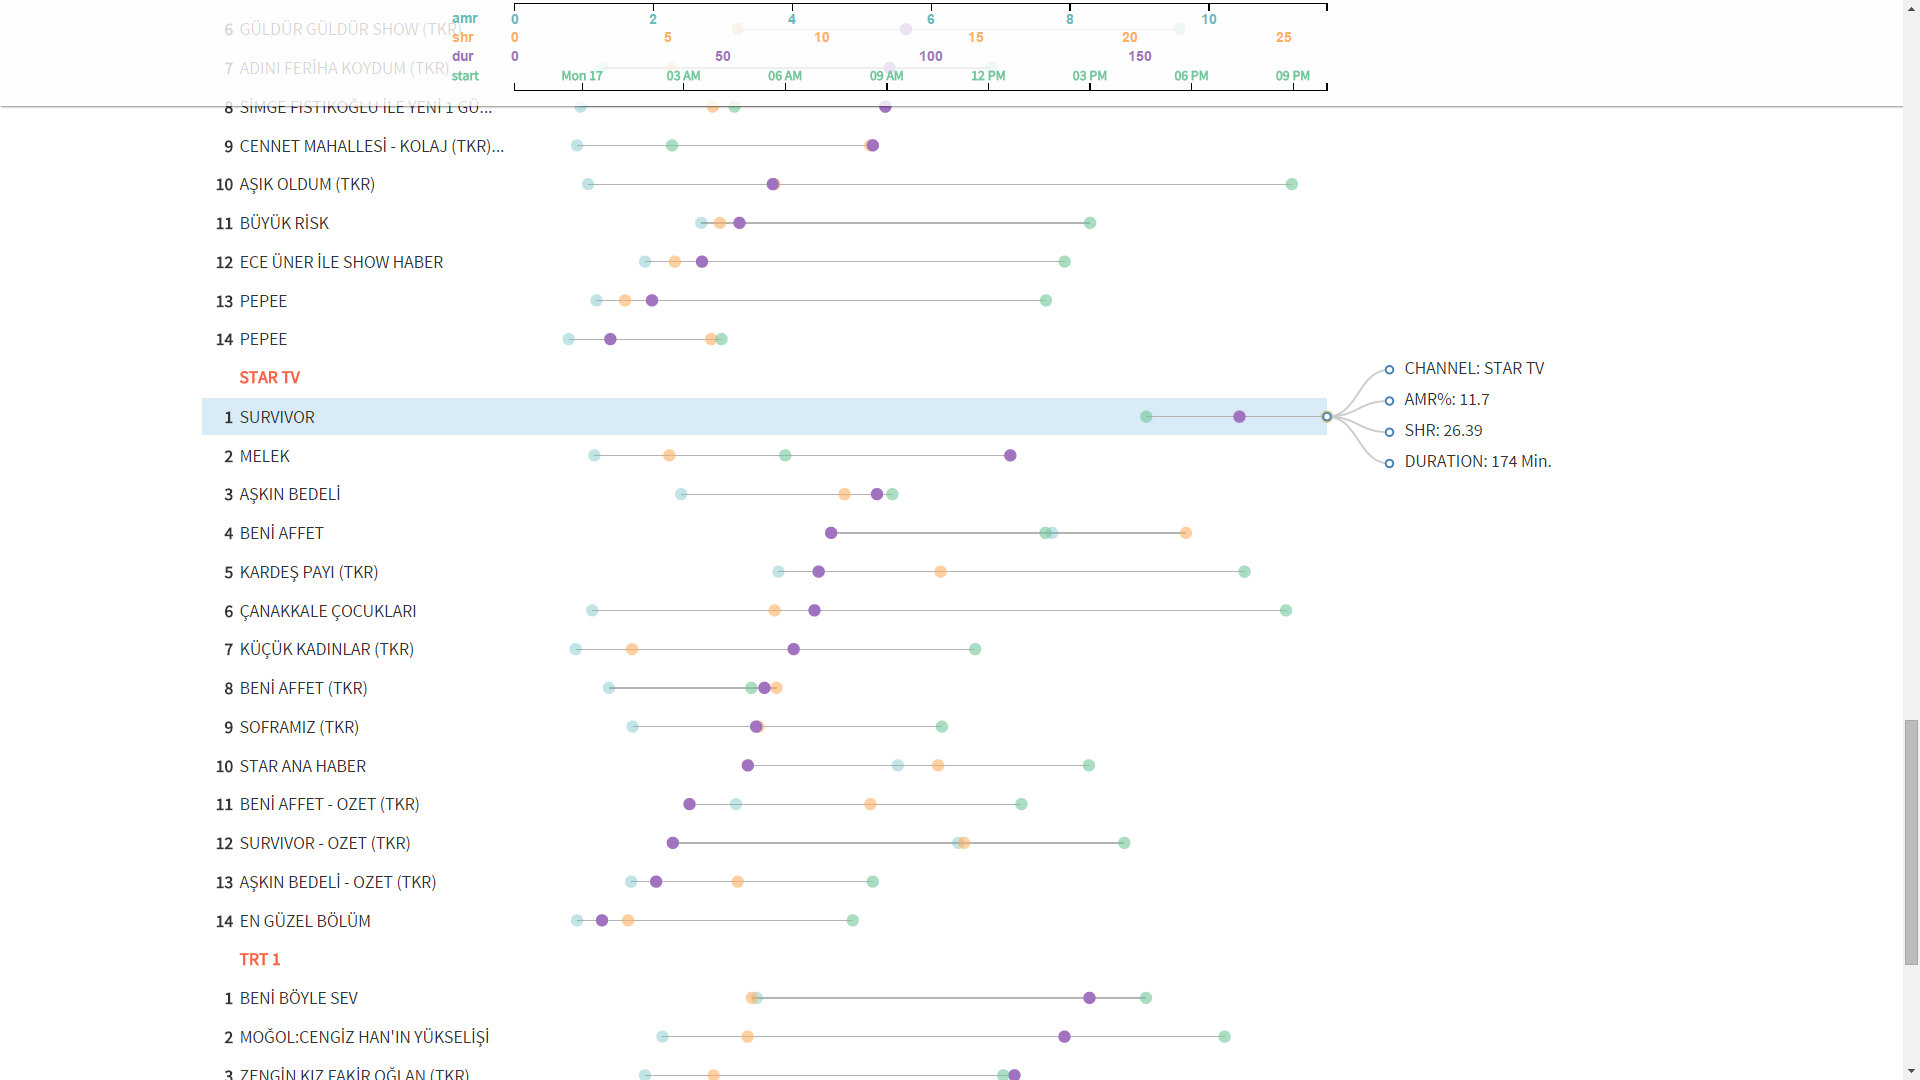 amr 0 2 4 6 8 10
6 GÜLDÜR GÜLDÜR SHOW (TKR)
shr 0 5 10 15 20 25
dur 0 50 100 150
7 ADINI FERİHA KOYDUM (TKR)
start Mon 17 03 AM 06 AM 09 AM 12 PM 03 PM 06 PM 09 PM
8 SİMGE FISTIKOĞLU İLE YENİ 1 GÜ...
9 CENNET MAHALLESİ - KOLAJ (TKR)...
10 AŞIK OLDUM (TKR)
11 BÜYÜK RİSK
12 ECE ÜNER İLE SHOW HABER
13 PEPEE
14 PEPEE
STAR TV
CHANNEL: STAR TV
AMR%: 11.7
SHR: 26.39
DURATION: 174 Min.
1 SURVIVOR
2 MELEK
3 AŞKIN BEDELİ
4 BENİ AFFET
5 KARDEŞ PAYI (TKR)
6 ÇANAKKALE ÇOCUKLARI
7 KÜÇÜK KADINLAR (TKR)
8 BENİ AFFET (TKR)
9 SOFRAMIZ (TKR)
10 STAR ANA HABER
11 BENİ AFFET - OZET (TKR)
12 SURVIVOR - OZET (TKR)
13 AŞKIN BEDELİ - OZET (TKR)
14 EN GÜZEL BÖLÜM
TRT 1
1 BENİ BÖYLE SEV
2 MOĞOL:CENGİZ HAN'IN YÜKSELİŞİ
3 ZENGİN KIZ FAKİR OĞLAN (TKR)